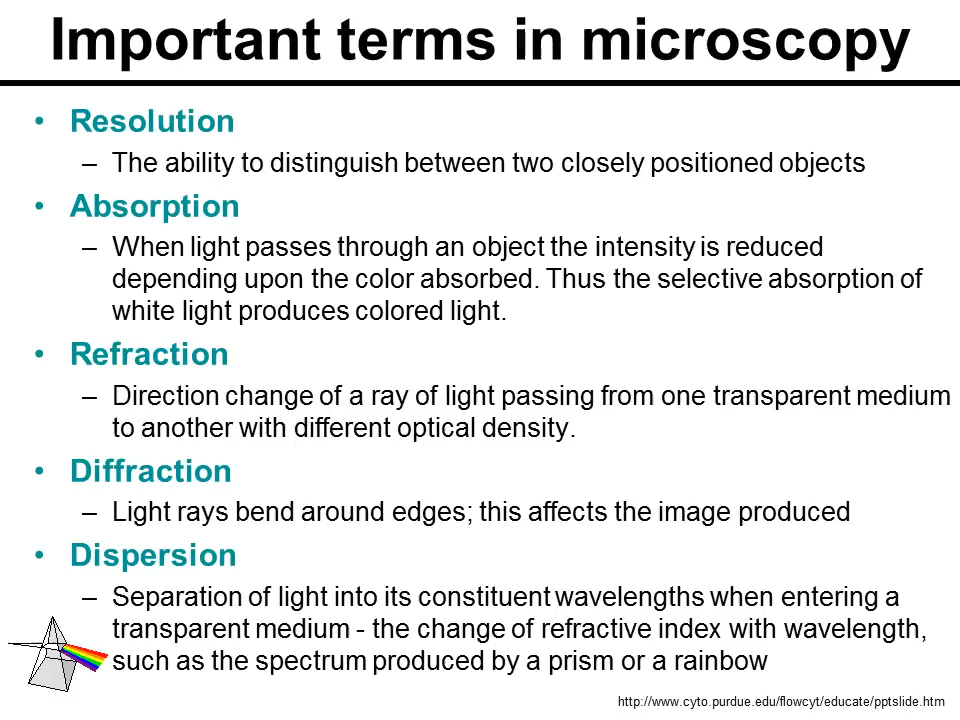 Important terms in microscopy
• Resolution
– The ability to distinguish between two closely positioned objects
• Absorption
– When light passes through an object the intensity is reduced
depending upon the color absorbed. Thus the selective absorption of
white light produces colored light.
• Refraction
– Direction change of a ray of light passing from one transparent medium
to another with different optical density.
• Diffraction
– Light rays bend around edges; this affects the image produced
• Dispersion
– Separation of light into its constituent wavelengths when entering a
transparent medium - the change of refractive index with wavelength,
such as the spectrum produced by a prism or a rainbow
http://www.cyto.purdue.edu/flowcyt/educate/pptslide.htm